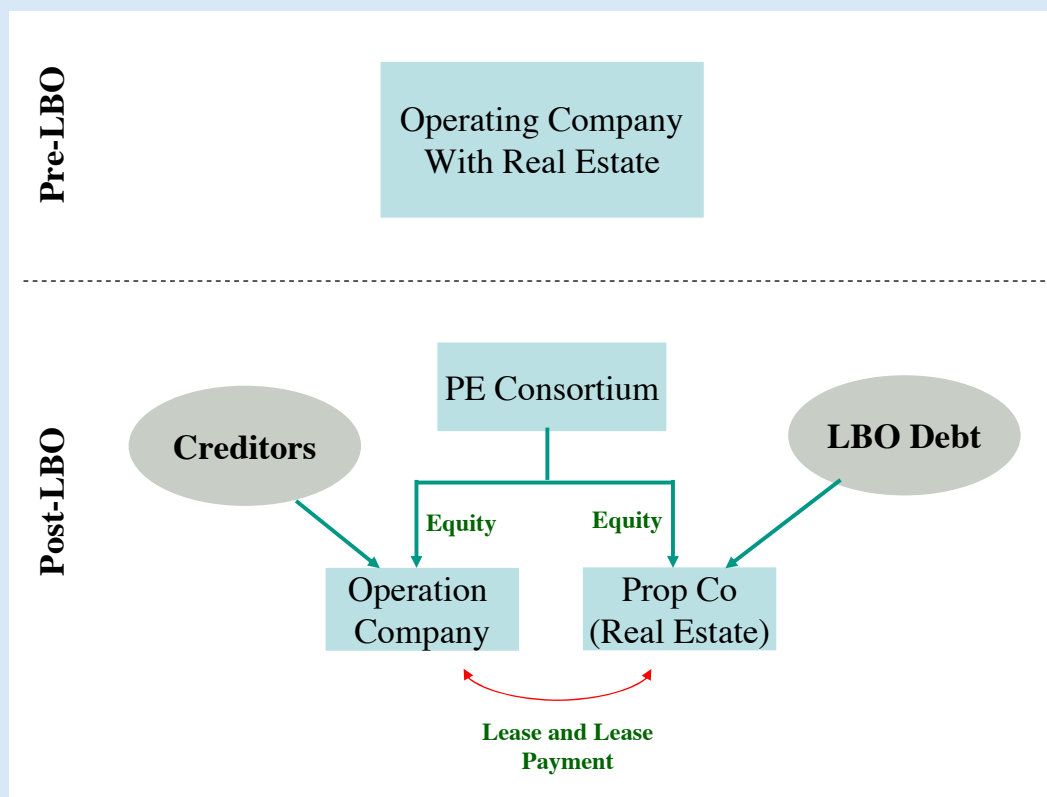 Pre-LBO
Operating Company
With Real Estate
Post-LBO
PE Consortium
Creditors
LBO Debt
Equity
Equity
Operation
Company
Prop Co
(Real Estate)
Lease and Lease
Payment